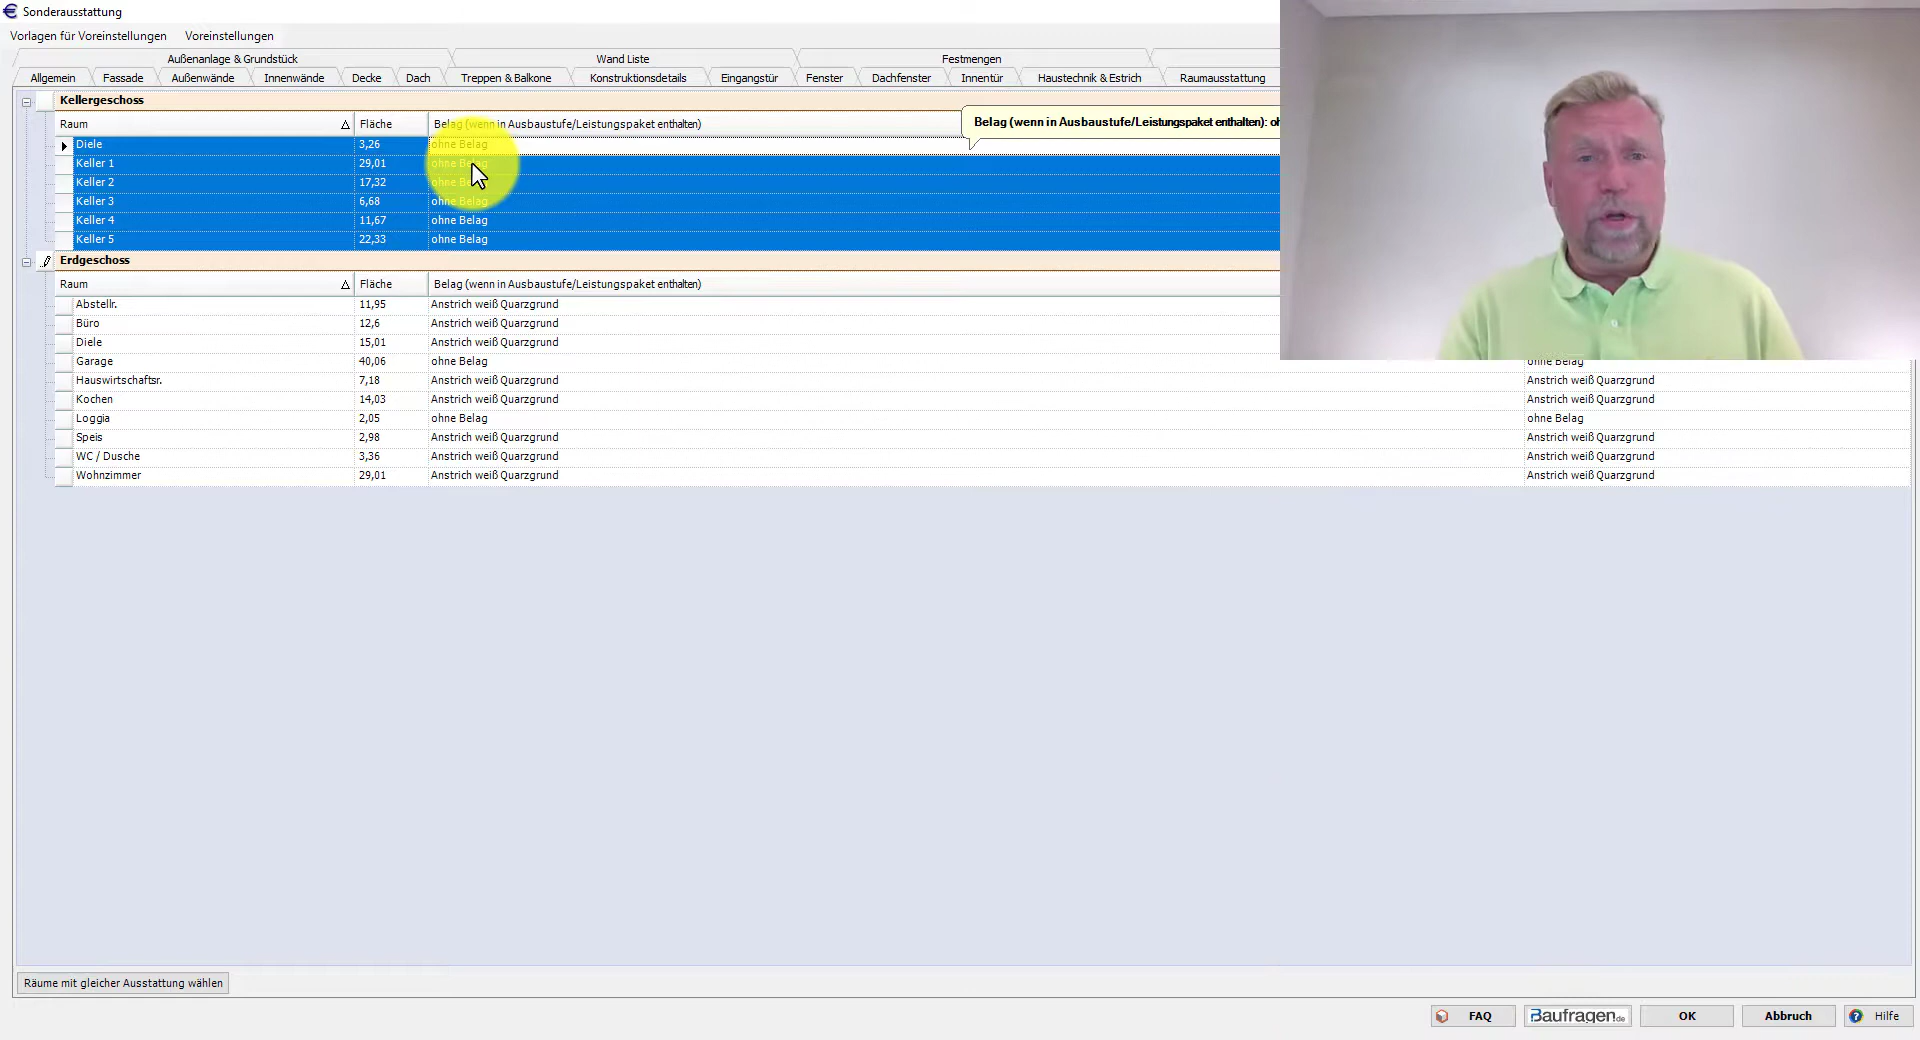 Sonderausstattung
Vorlagen für Voreinstellungen Voreinstellungen
Außenanlage & Grundstück Wand Liste Festmengen
Allgemein Fassade Außenwände Innenwände Decke Dach Treppen & Balkone Konstruktionsdetails Eingangstür Fenster Dachfenster Innentür Haustechnik & Estrich Raumausstattung
Kellergeschoss
Raum Fläche Belag (wenn in Ausbaustufe/Leistungspaket enthalten)
Belag (wenn in Ausbaustufe/Leistungspaket enthalten): oh
Diele 3,26 ohne Belag
Keller 1 29,01 ohne Belag
Keller 2 17,32 ohne Belag
Keller 3 6,68 ohne Belag
Keller 4 11,67 ohne Belag
Keller 5 22,33 ohne Belag
Erdgeschoss
Raum Fläche Belag (wenn in Ausbaustufe/Leistungspaket enthalten)
Abstellr. 11,95 Anstrich weiß Quarzgrund
Büro 12,6 Anstrich weiß Quarzgrund
Diele 15,01 Anstrich weiß Quarzgrund
Garage 40,06 ohne Belag ohne Belag
Hauswirtschaftsr. 7,18 Anstrich weiß Quarzgrund Anstrich weiß Quarzgrund
Kochen 14,03 Anstrich weiß Quarzgrund Anstrich weiß Quarzgrund
Loggia 2,05 ohne Belag ohne Belag
Speis 2,98 Anstrich weiß Quarzgrund Anstrich weiß Quarzgrund
WC / Dusche 3,36 Anstrich weiß Quarzgrund Anstrich weiß Quarzgrund
Wohnzimmer 29,01 Anstrich weiß Quarzgrund Anstrich weiß Quarzgrund
Räume mit gleicher Ausstattung wählen
FAQ Baufragen.de OK Abbruch Hilfe